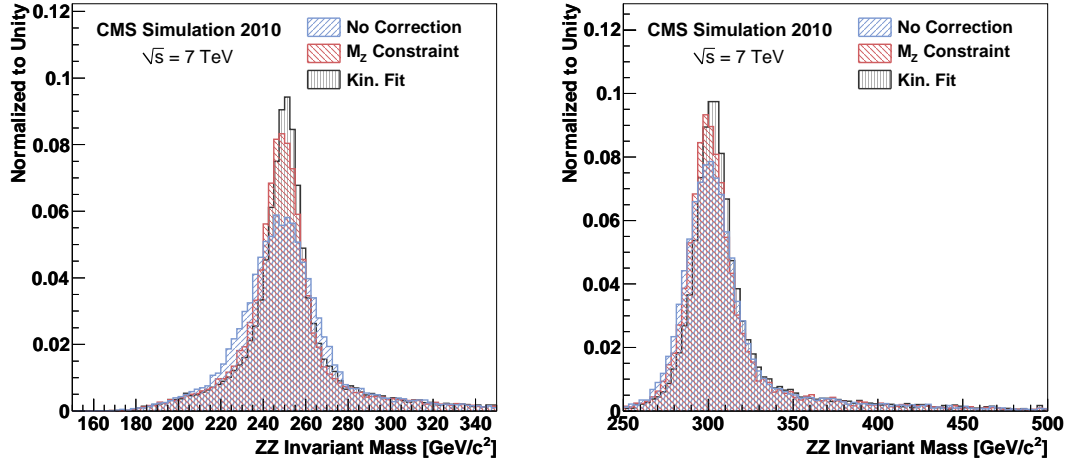 Normalized to Unity
0.12
0.1
0.08
0.06
0.04
0.02
0
CMS Simulation 2010
√s = 7 TeV
No Correction
M_Z Constraint
Kin. Fit
160 180 200 220 240 260 280 300 320 340
ZZ Invariant Mass [GeV/c²]
Normalized to Unity
0.12
0.1
0.08
0.06
0.04
0.02
0
CMS Simulation 2010
√s = 7 TeV
No Correction
M_Z Constraint
Kin. Fit
250 300 350 400 450 500
ZZ Invariant Mass [GeV/c²]